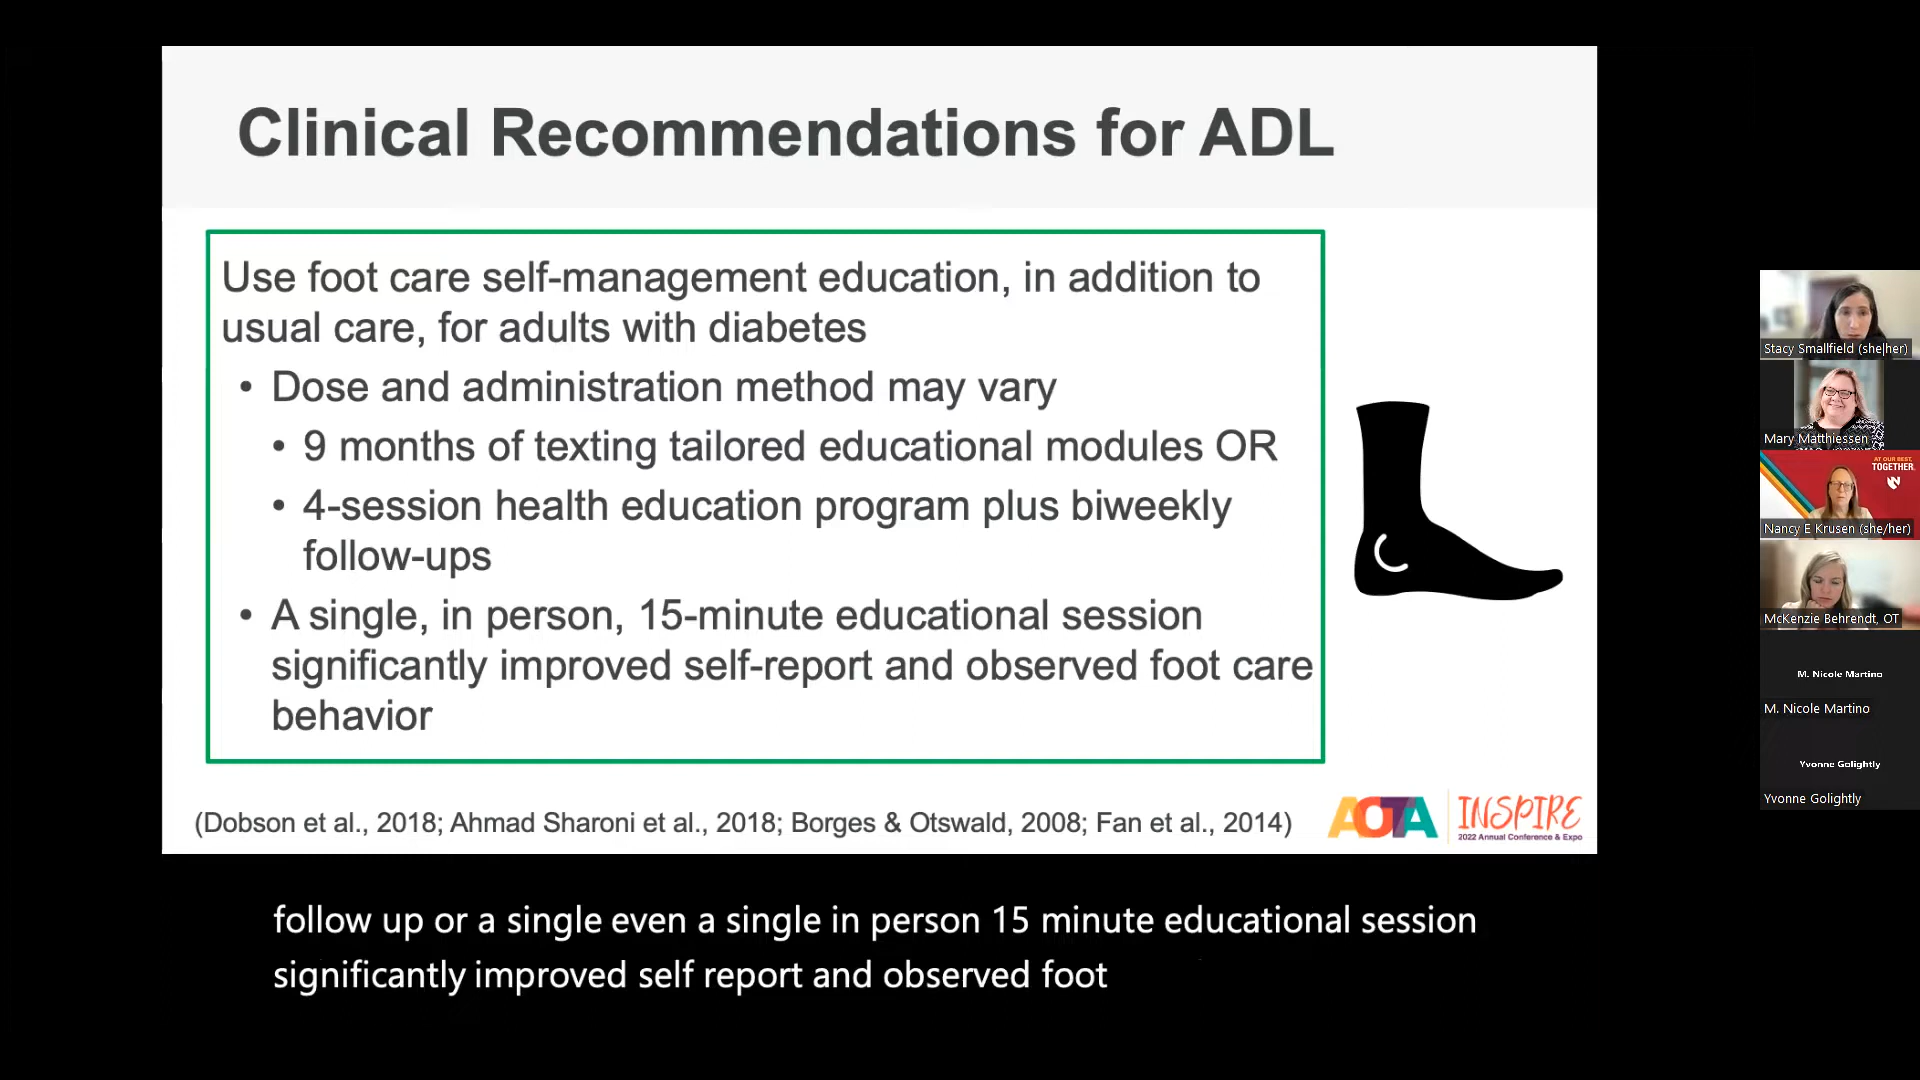 Clinical Recommendations for ADL
Use foot care self-management education, in addition to
usual care, for adults with diabetes
• Dose and administration method may vary
• 9 months of texting tailored educational modules OR
• 4-session health education program plus biweekly
follow-ups
• A single, in person, 15-minute educational session
significantly improved self-report and observed foot care
behavior
(Dobson et al., 2018; Ahmad Sharoni et al., 2018; Borges & Otswald, 2008; Fan et al., 2014)
AOTA
INSPIRE
2022 Annual Conference & Expo
follow up or a single even a single in person 15 minute educational session
significantly improved self report and observed foot
Stacy Smallfield (she|her)
Mary Matthiessen
AT OUR BEST,
TOGETHER.
N
Nancy E Krusen (she/her)
McKenzie Behrendt, OT
M. Nicole Martino
M. Nicole Martino
Yvonne Golightly
Yvonne Golightly